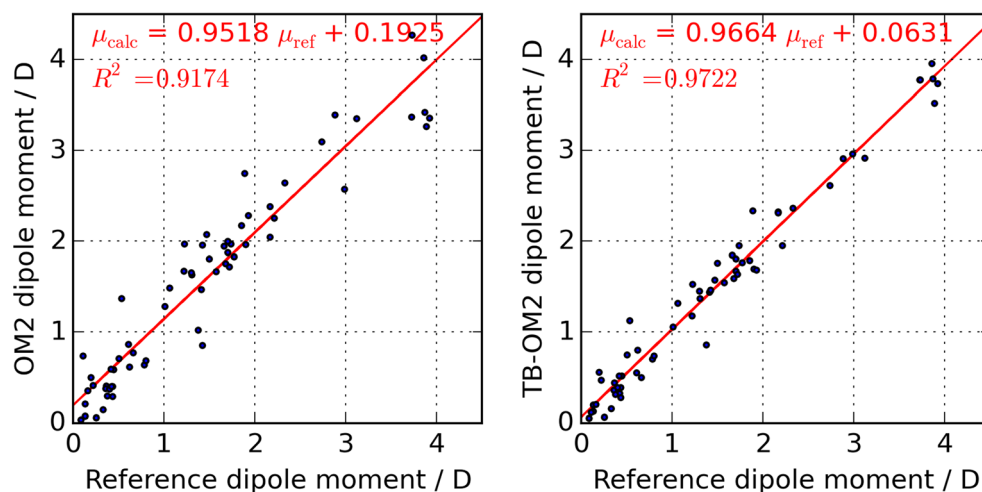 μcalc = 0.9518 μref + 0.1925
R² =0.9174
OM2 dipole moment / D
4
3
2
1
0
0 1 2 3 4
Reference dipole moment / D
μcalc = 0.9664 μref + 0.0631
R² =0.9722
TB-OM2 dipole moment / D
4
3
2
1
0
0 1 2 3 4
Reference dipole moment / D